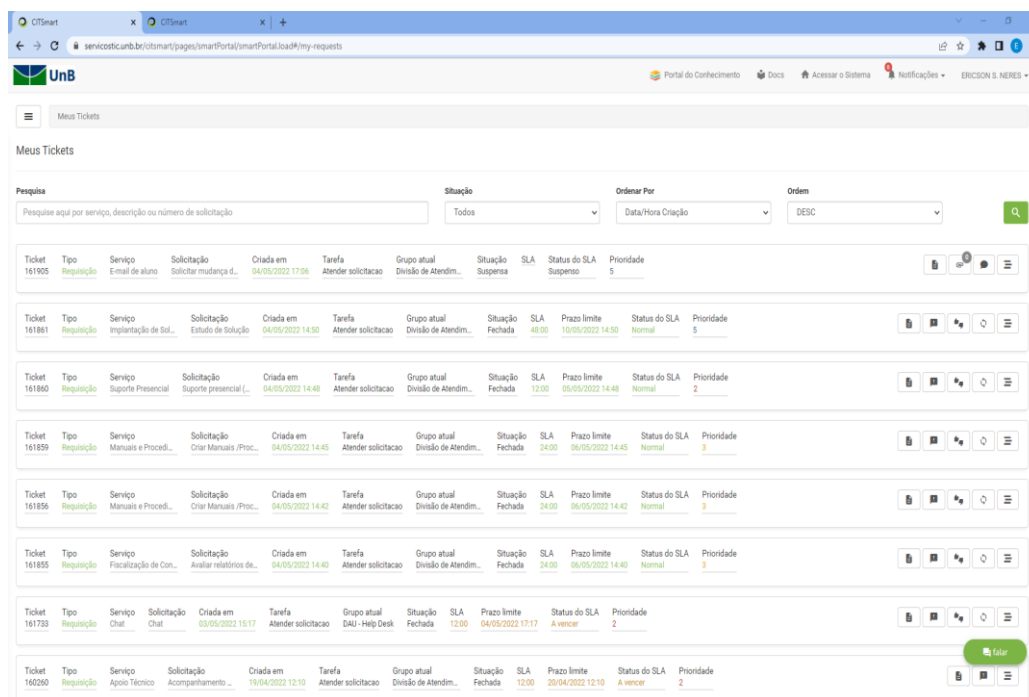 CITSmart
CITSmart
servicostic.unb.br/citsmart/pages/smartPortal/smartPortal.load#/my-requests
UnB
Portal do Conhecimento Docs Acessar o Sistema 0 Notificações ERICSON S. NERES
Meus Tickets
Meus Tickets
Pesquisa Situação Ordenar Por Ordem
Pesquise aqui por serviço, descrição ou número de solicitação Todos Data/Hora Criação DESC
Ticket Tipo Serviço Solicitação Criada em Tarefa Grupo atual Situação SLA Status do SLA Prioridade
161905 Requisição E-mail de aluno Solicitar mudança d... 04/05/2022 17:06 Atender solicitacao Divisão de Atendim... Suspensa Suspenso 5 0
Ticket Tipo Serviço Solicitação Criada em Tarefa Grupo atual Situação SLA Prazo limite Status do SLA Prioridade
161861 Requisição Implantação de Sol... Estudo de Solução 04/05/2022 14:50 Atender solicitacao Divisão de Atendim... Fechada 48:00 10/05/2022 14:50 Normal 5
Ticket Tipo Serviço Solicitação Criada em Tarefa Grupo atual Situação SLA Prazo limite Status do SLA Prioridade
161860 Requisição Suporte Presencial Suporte presencial (... 04/05/2022 14:48 Atender solicitacao Divisão de Atendim... Fechada 12:00 05/05/2022 14:48 Normal 2
Ticket Tipo Serviço Solicitação Criada em Tarefa Grupo atual Situação SLA Prazo limite Status do SLA Prioridade
161859 Requisição Manuais e Procedi... Criar Manuais /Proc... 04/05/2022 14:45 Atender solicitacao Divisão de Atendim... Fechada 24:00 06/05/2022 14:45 Normal 3
Ticket Tipo Serviço Solicitação Criada em Tarefa Grupo atual Situação SLA Prazo limite Status do SLA Prioridade
161856 Requisição Manuais e Procedi... Criar Manuais /Proc... 04/05/2022 14:42 Atender solicitacao Divisão de Atendim... Fechada 24:00 06/05/2022 14:42 Normal 3
Ticket Tipo Serviço Solicitação Criada em Tarefa Grupo atual Situação SLA Prazo limite Status do SLA Prioridade
161855 Requisição Fiscalização de Con... Avaliar relatórios de... 04/05/2022 14:40 Atender solicitacao Divisão de Atendim... Fechada 24:00 06/05/2022 14:40 Normal 3
Ticket Tipo Serviço Solicitação Criada em Tarefa Grupo atual Situação SLA Prazo limite Status do SLA Prioridade
161733 Requisição Chat Chat 03/05/2022 15:17 Atender solicitacao DAU - Help Desk Fechada 12:00 04/05/2022 17:17 A vencer 2
falar
Ticket Tipo Serviço Solicitação Criada em Tarefa Grupo atual Situação SLA Prazo limite Status do SLA Prioridade
160260 Requisição Apoio Técnico Acompanhamento ... 19/04/2022 12:10 Atender solicitacao Divisão de Atendim... Fechada 12:00 20/04/2022 12:10 A vencer 2